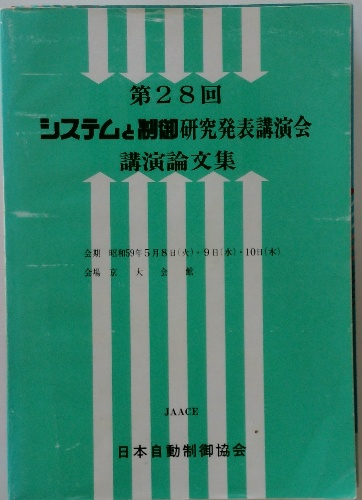 第28回
システムと制御研究発表講演会
講演論文集
会期 昭和59年5月8日(火)・9日(水)・10日(木)
会場 京大会館
JAACE
日本自動制御協会